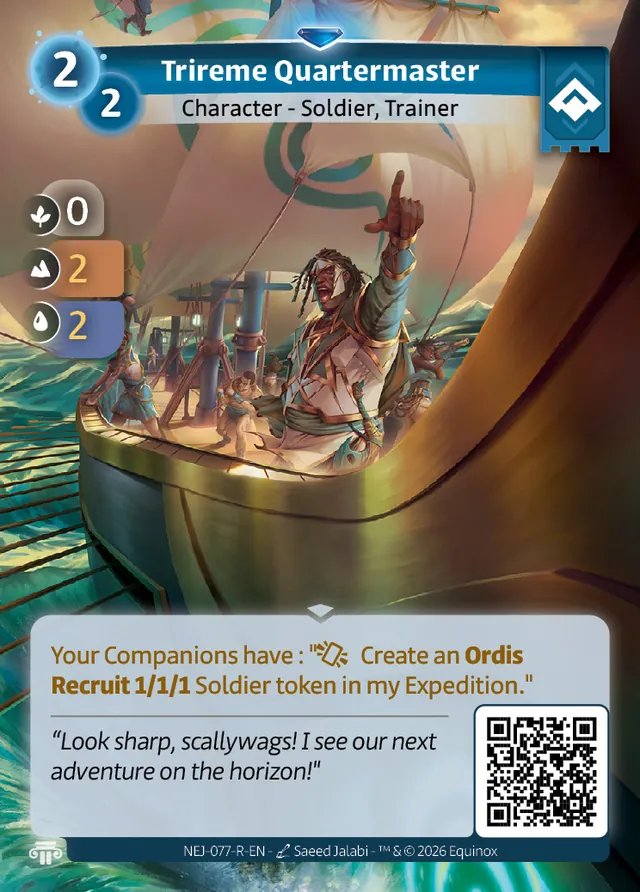 2
Trireme Quartermaster
2
Character - Soldier, Trainer
0
2
2
Your Companions have : " Create an Ordis
Recruit 1/1/1 Soldier token in my Expedition."
“Look sharp, scallywags! I see our next
adventure on the horizon!"
NEJ-077-R-EN - Saeed Jalabi - ™ & © 2026 Equinox